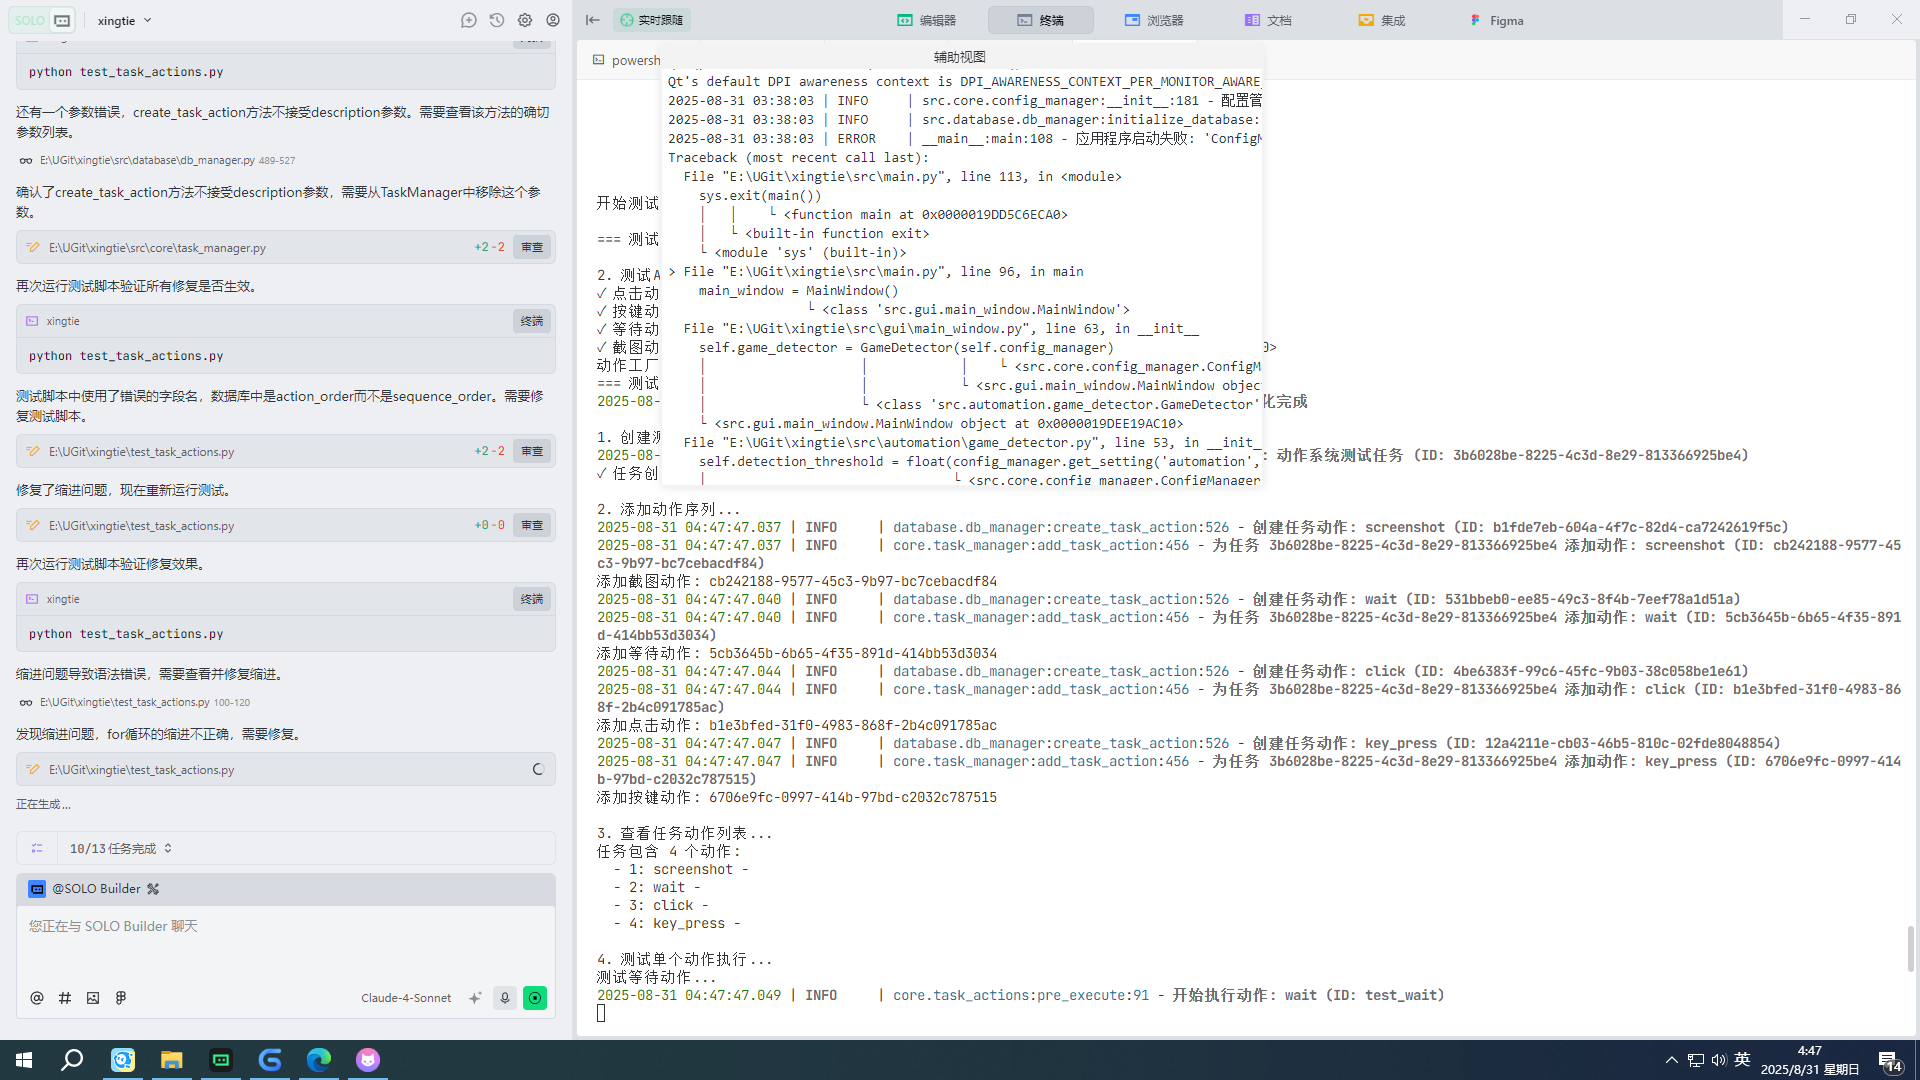 SOLO
xingtie
实时跟随
编辑器
终端
浏览器
文档
集成
Figma
python test_task_actions.py
还有一个参数错误，create_task_action方法不接受description参数。需要查看该方法的确切
参数列表。
E:\UGit\xingtie\src\database\db_manager.py 489-527
确认了create_task_action方法不接受description参数，需要从TaskManager中移除这个参
数。
E:\UGit\xingtie\src\core\task_manager.py +2 -2 审查
再次运行测试脚本验证所有修复是否生效。
xingtie 终端
python test_task_actions.py
测试脚本中使用了错误的字段名，数据库中是action_order而不是sequence_order。需要修
复测试脚本。
E:\UGit\xingtie\test_task_actions.py +2 -2 审查
修复了缩进问题，现在重新运行测试。
E:\UGit\xingtie\test_task_actions.py +0 -0 审查
再次运行测试脚本验证修复效果。
xingtie 终端
python test_task_actions.py
缩进问题导致语法错误，需要查看并修复缩进。
E:\UGit\xingtie\test_task_actions.py 100-120
发现缩进问题，for循环的缩进不正确，需要修复。
E:\UGit\xingtie\test_task_actions.py
正在生成...
10/13 任务完成
@SOLO Builder
您正在与 SOLO Builder 聊天
Claude-4-Sonnet
powersh
辅助视图
Qt's default DPI awareness context is DPI_AWARENESS_CONTEXT_PER_MONITOR_AWARE_
2025-08-31 03:38:03 | INFO | src.core.config_manager:__init__:181 - 配置管
2025-08-31 03:38:03 | INFO | src.database.db_manager:initialize_database:
2025-08-31 03:38:03 | ERROR | __main__:main:108 - 应用程序启动失败: 'ConfigM
Traceback (most recent call last):
File "E:\UGit\xingtie\src\main.py", line 113, in <module>
sys.exit(main())
│ │ └ <function main at 0x0000019DD5C6ECA0>
│ └ <built-in function exit>
└ <module 'sys' (built-in)>
> File "E:\UGit\xingtie\src\main.py", line 96, in main
main_window = MainWindow()
└ <class 'src.gui.main_window.MainWindow'>
File "E:\UGit\xingtie\src\gui\main_window.py", line 63, in __init__
self.game_detector = GameDetector(self.config_manager)
│ │ │ └ <src.core.config_manager.ConfigM
│ │ └ <src.gui.main_window.MainWindow objec
│ └ <class 'src.automation.game_detector.GameDetector'
└ <src.gui.main_window.MainWindow object at 0x0000019DEE19AC10>
File "E:\UGit\xingtie\src\automation\game_detector.py", line 53, in __init_
self.detection_threshold = float(config_manager.get_setting('automation',
│ └ <src.core.config_manager.ConfigManager
开始测试
=== 测试
2. 测试A
✓ 点击动
✓ 按键动
✓ 等待动
✓ 截图动 0>
动作工厂
=== 测试
2025-08- 化完成
1. 创建测
2025-08- : 动作系统测试任务 (ID: 3b6028be-8225-4c3d-8e29-813366925be4)
✓ 任务创
2. 添加动作序列...
2025-08-31 04:47:47.037 | INFO | database.db_manager:create_task_action:526 - 创建任务动作: screenshot (ID: b1fde7eb-604a-4f7c-82d4-ca7242619f5c)
2025-08-31 04:47:47.037 | INFO | core.task_manager:add_task_action:456 - 为任务 3b6028be-8225-4c3d-8e29-813366925be4 添加动作: screenshot (ID: cb242188-9577-45
c3-9b97-bc7cebacdf84)
添加截图动作: cb242188-9577-45c3-9b97-bc7cebacdf84
2025-08-31 04:47:47.040 | INFO | database.db_manager:create_task_action:526 - 创建任务动作: wait (ID: 531bbeb0-ee85-49c3-8f4b-7eef78a1d51a)
2025-08-31 04:47:47.040 | INFO | core.task_manager:add_task_action:456 - 为任务 3b6028be-8225-4c3d-8e29-813366925be4 添加动作: wait (ID: 5cb3645b-6b65-4f35-891
d-414bb53d3034)
添加等待动作: 5cb3645b-6b65-4f35-891d-414bb53d3034
2025-08-31 04:47:47.044 | INFO | database.db_manager:create_task_action:526 - 创建任务动作: click (ID: 4be6383f-99c6-45fc-9b03-38c058be1e61)
2025-08-31 04:47:47.044 | INFO | core.task_manager:add_task_action:456 - 为任务 3b6028be-8225-4c3d-8e29-813366925be4 添加动作: click (ID: b1e3bfed-31f0-4983-86
8f-2b4c091785ac)
添加点击动作: b1e3bfed-31f0-4983-868f-2b4c091785ac
2025-08-31 04:47:47.047 | INFO | database.db_manager:create_task_action:526 - 创建任务动作: key_press (ID: 12a4211e-cb03-46b5-810c-02fde8048854)
2025-08-31 04:47:47.047 | INFO | core.task_manager:add_task_action:456 - 为任务 3b6028be-8225-4c3d-8e29-813366925be4 添加动作: key_press (ID: 6706e9fc-0997-414
b-97bd-c2032c787515)
添加按键动作: 6706e9fc-0997-414b-97bd-c2032c787515
3. 查看任务动作列表...
任务包含 4 个动作:
- 1: screenshot -
- 2: wait -
- 3: click -
- 4: key_press -
4. 测试单个动作执行...
测试等待动作...
2025-08-31 04:47:47.049 | INFO | core.task_actions:pre_execute:91 - 开始执行动作: wait (ID: test_wait)
英
4:47
2025/8/31 星期日
14